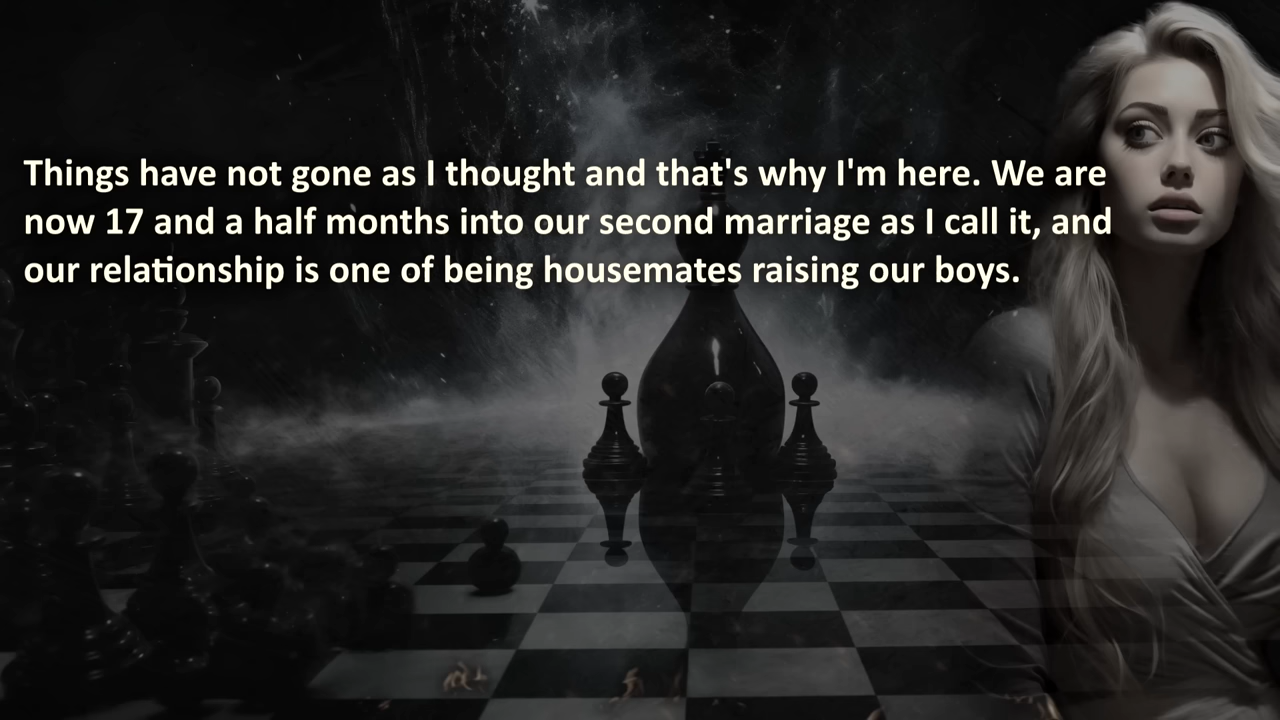 Things have not gone as I thought and that's why I'm here. We are
now 17 and a half months into our second marriage as I call it, and
our relationship is one of being housemates raising our boys.